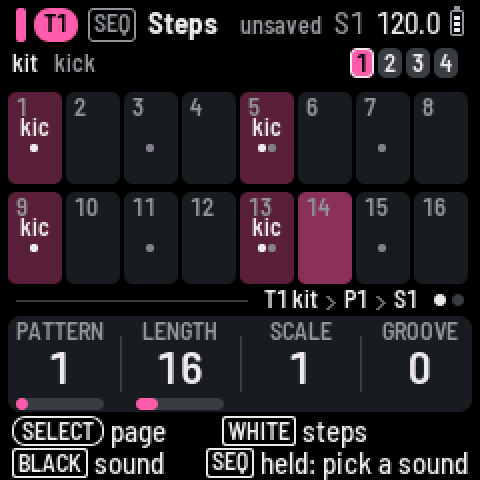 T1 SEQ Steps unsaved S1 120.0
kit kick 1 2 3 4
1 2 3 4 5 6 7 8
kic kic
9 10 11 12 13 14 15 16
kic kic
T1 kit > P1 > S1
PATTERN LENGTH SCALE GROOVE
1 16 1 0
SELECT page WHITE steps
BLACK sound SEQ held: pick a sound